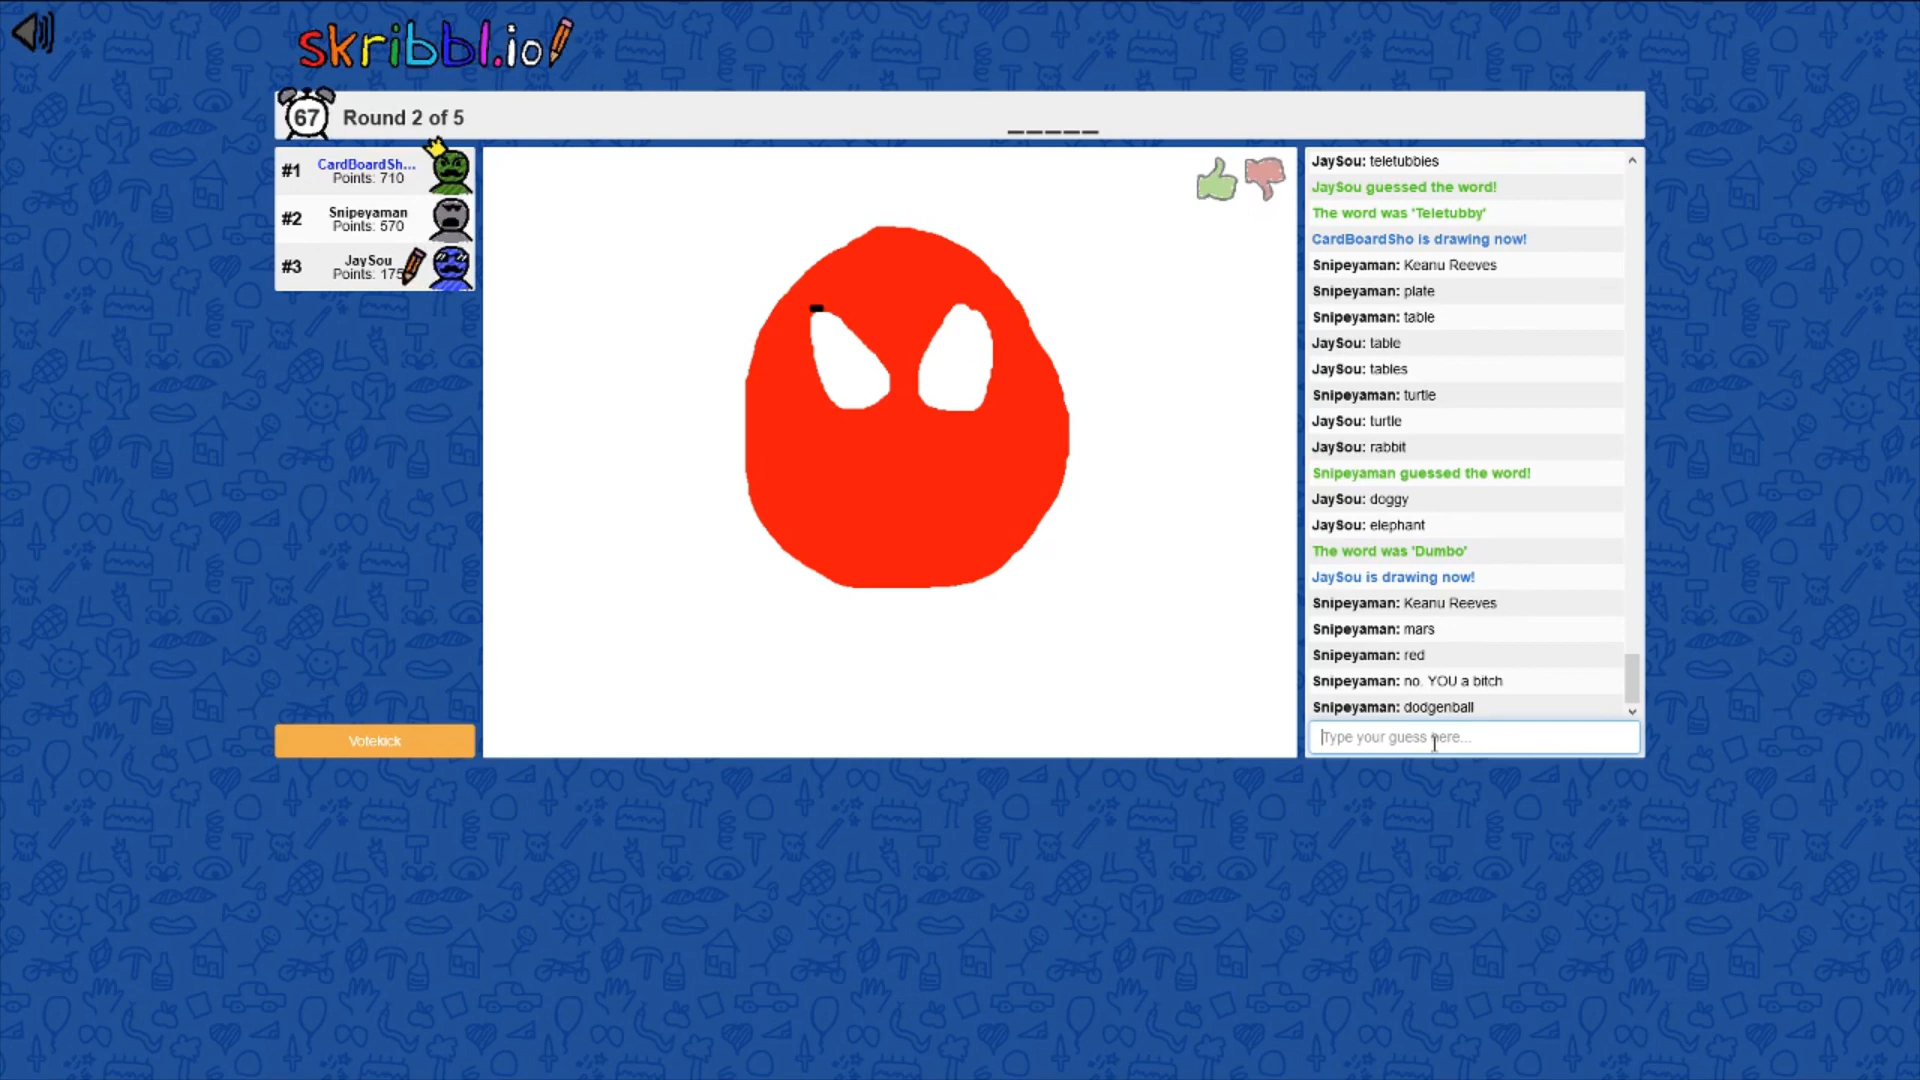 skribbl.io
67
Round 2 of 5
_____
#1
CardBoardSh...
Points: 710
#2
Snipeyaman
Points: 570
#3
JaySou
Points: 175
Votekick
JaySou: teletubbies
JaySou guessed the word!
The word was 'Teletubby'
CardBoardSho is drawing now!
Snipeyaman: Keanu Reeves
Snipeyaman: plate
Snipeyaman: table
JaySou: table
JaySou: tables
Snipeyaman: turtle
JaySou: turtle
JaySou: rabbit
Snipeyaman guessed the word!
JaySou: doggy
JaySou: elephant
The word was 'Dumbo'
JaySou is drawing now!
Snipeyaman: Keanu Reeves
Snipeyaman: mars
Snipeyaman: red
Snipeyaman: no. YOU a bitch
Snipeyaman: dodgenball
Type your guess here...